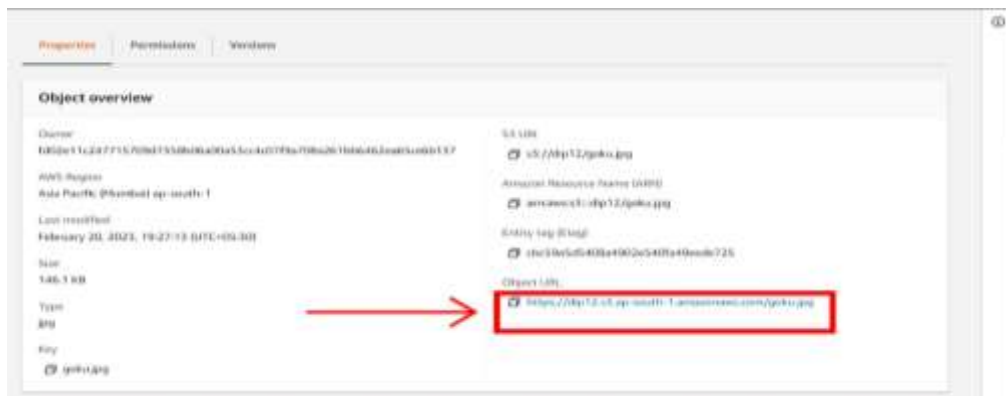 Properties
Permissions
Versions
Object overview
Owner
AWS Region
Asia Pacific (Mumbai) ap-south-1
Last modified
February 20, 2023, 19:27:13 (UTC+05:30)
Size
146.1 KB
Type
jpg
Key
goku.jpg
S3 URI
s3://dip12/goku.jpg
Amazon Resource Name (ARN)
arn:aws:s3:::dip12/goku.jpg
Entity tag (Etag)
Object URL
https://dip12.s3.ap-south-1.amazonaws.com/goku.jpg